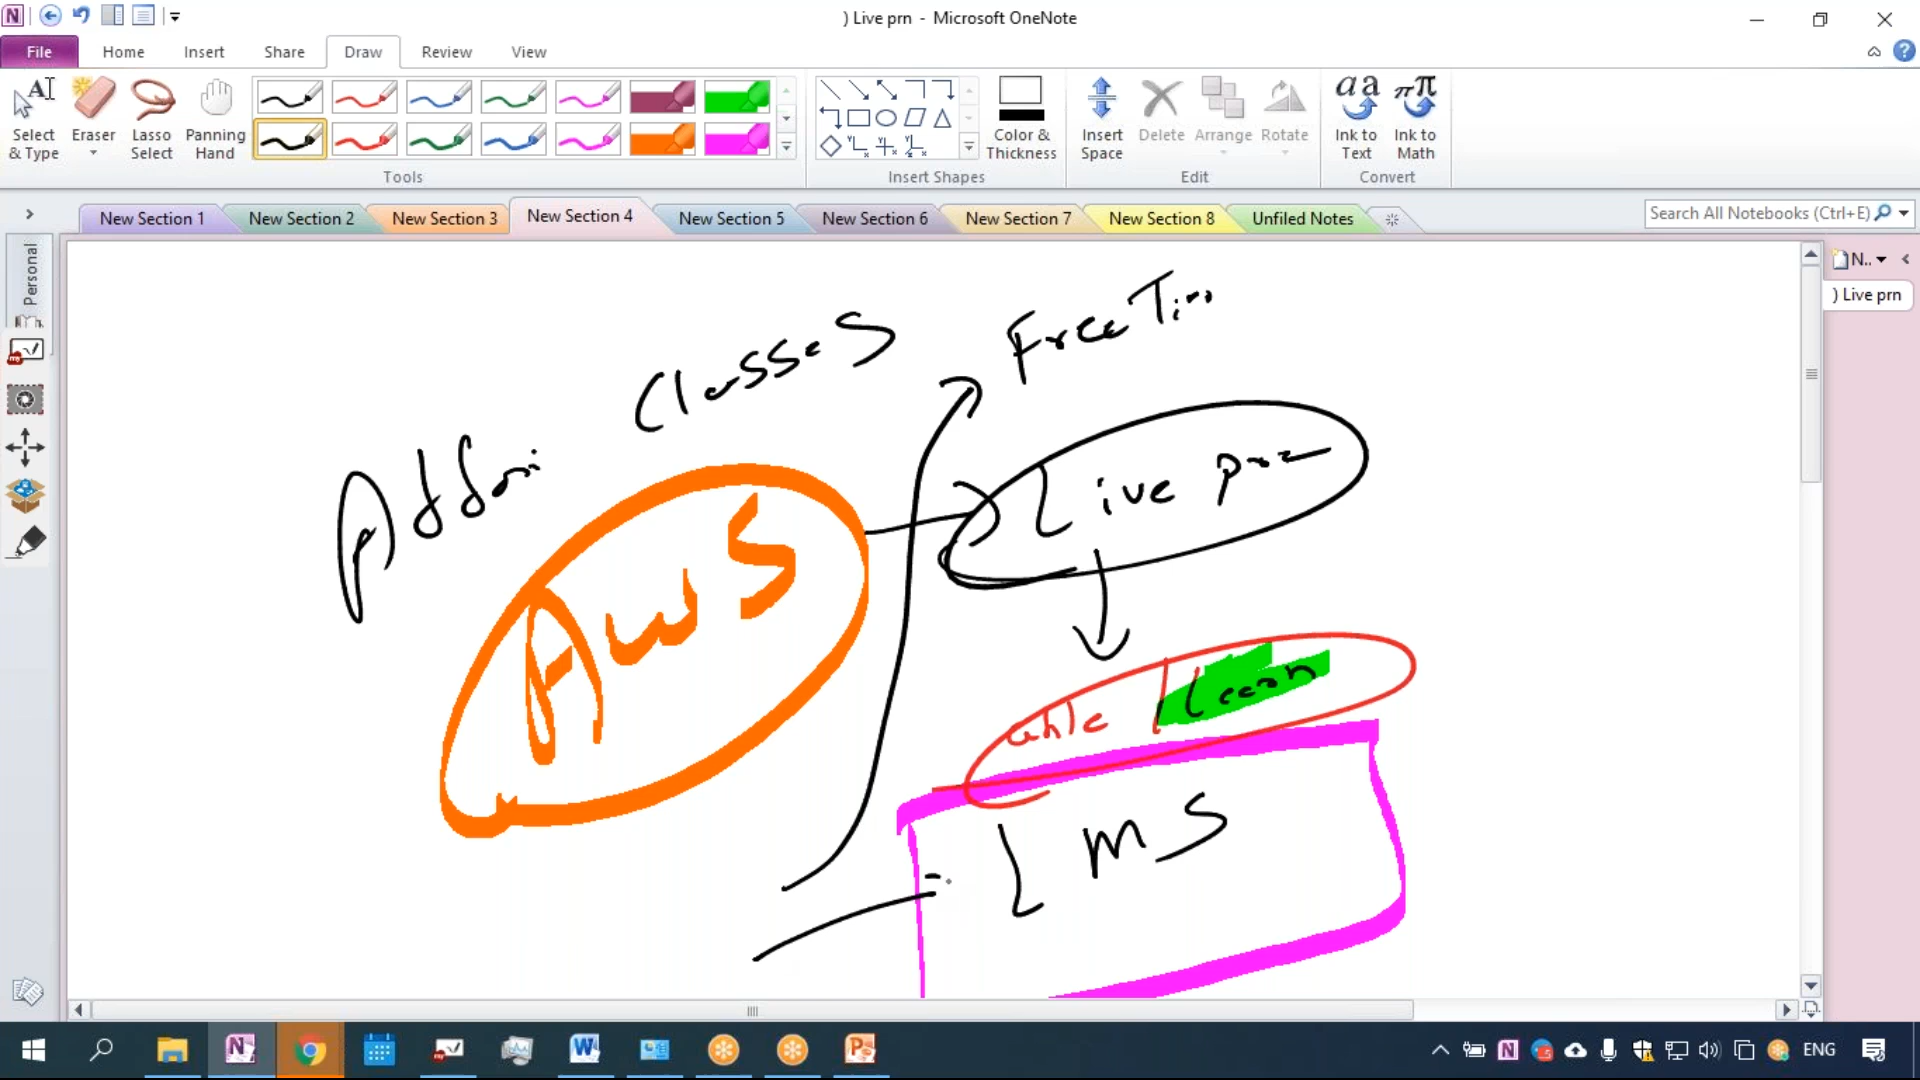 ) Live prn - Microsoft OneNote
File Home Insert Share Draw Review View
Select & Type
Eraser
Lasso Select
Panning Hand
Color & Thickness
Insert Space
Delete
Arrange
Rotate
Ink to Text
Ink to Math
Tools
Insert Shapes
Edit
Convert
New Section 1 New Section 2 New Section 3 New Section 4 New Section 5 New Section 6 New Section 7 New Section 8 Unfiled Notes
Search All Notebooks (Ctrl+E)
Personal
N..
) Live prn
Classes
Free
AWS
Live
able
LMS
ENG